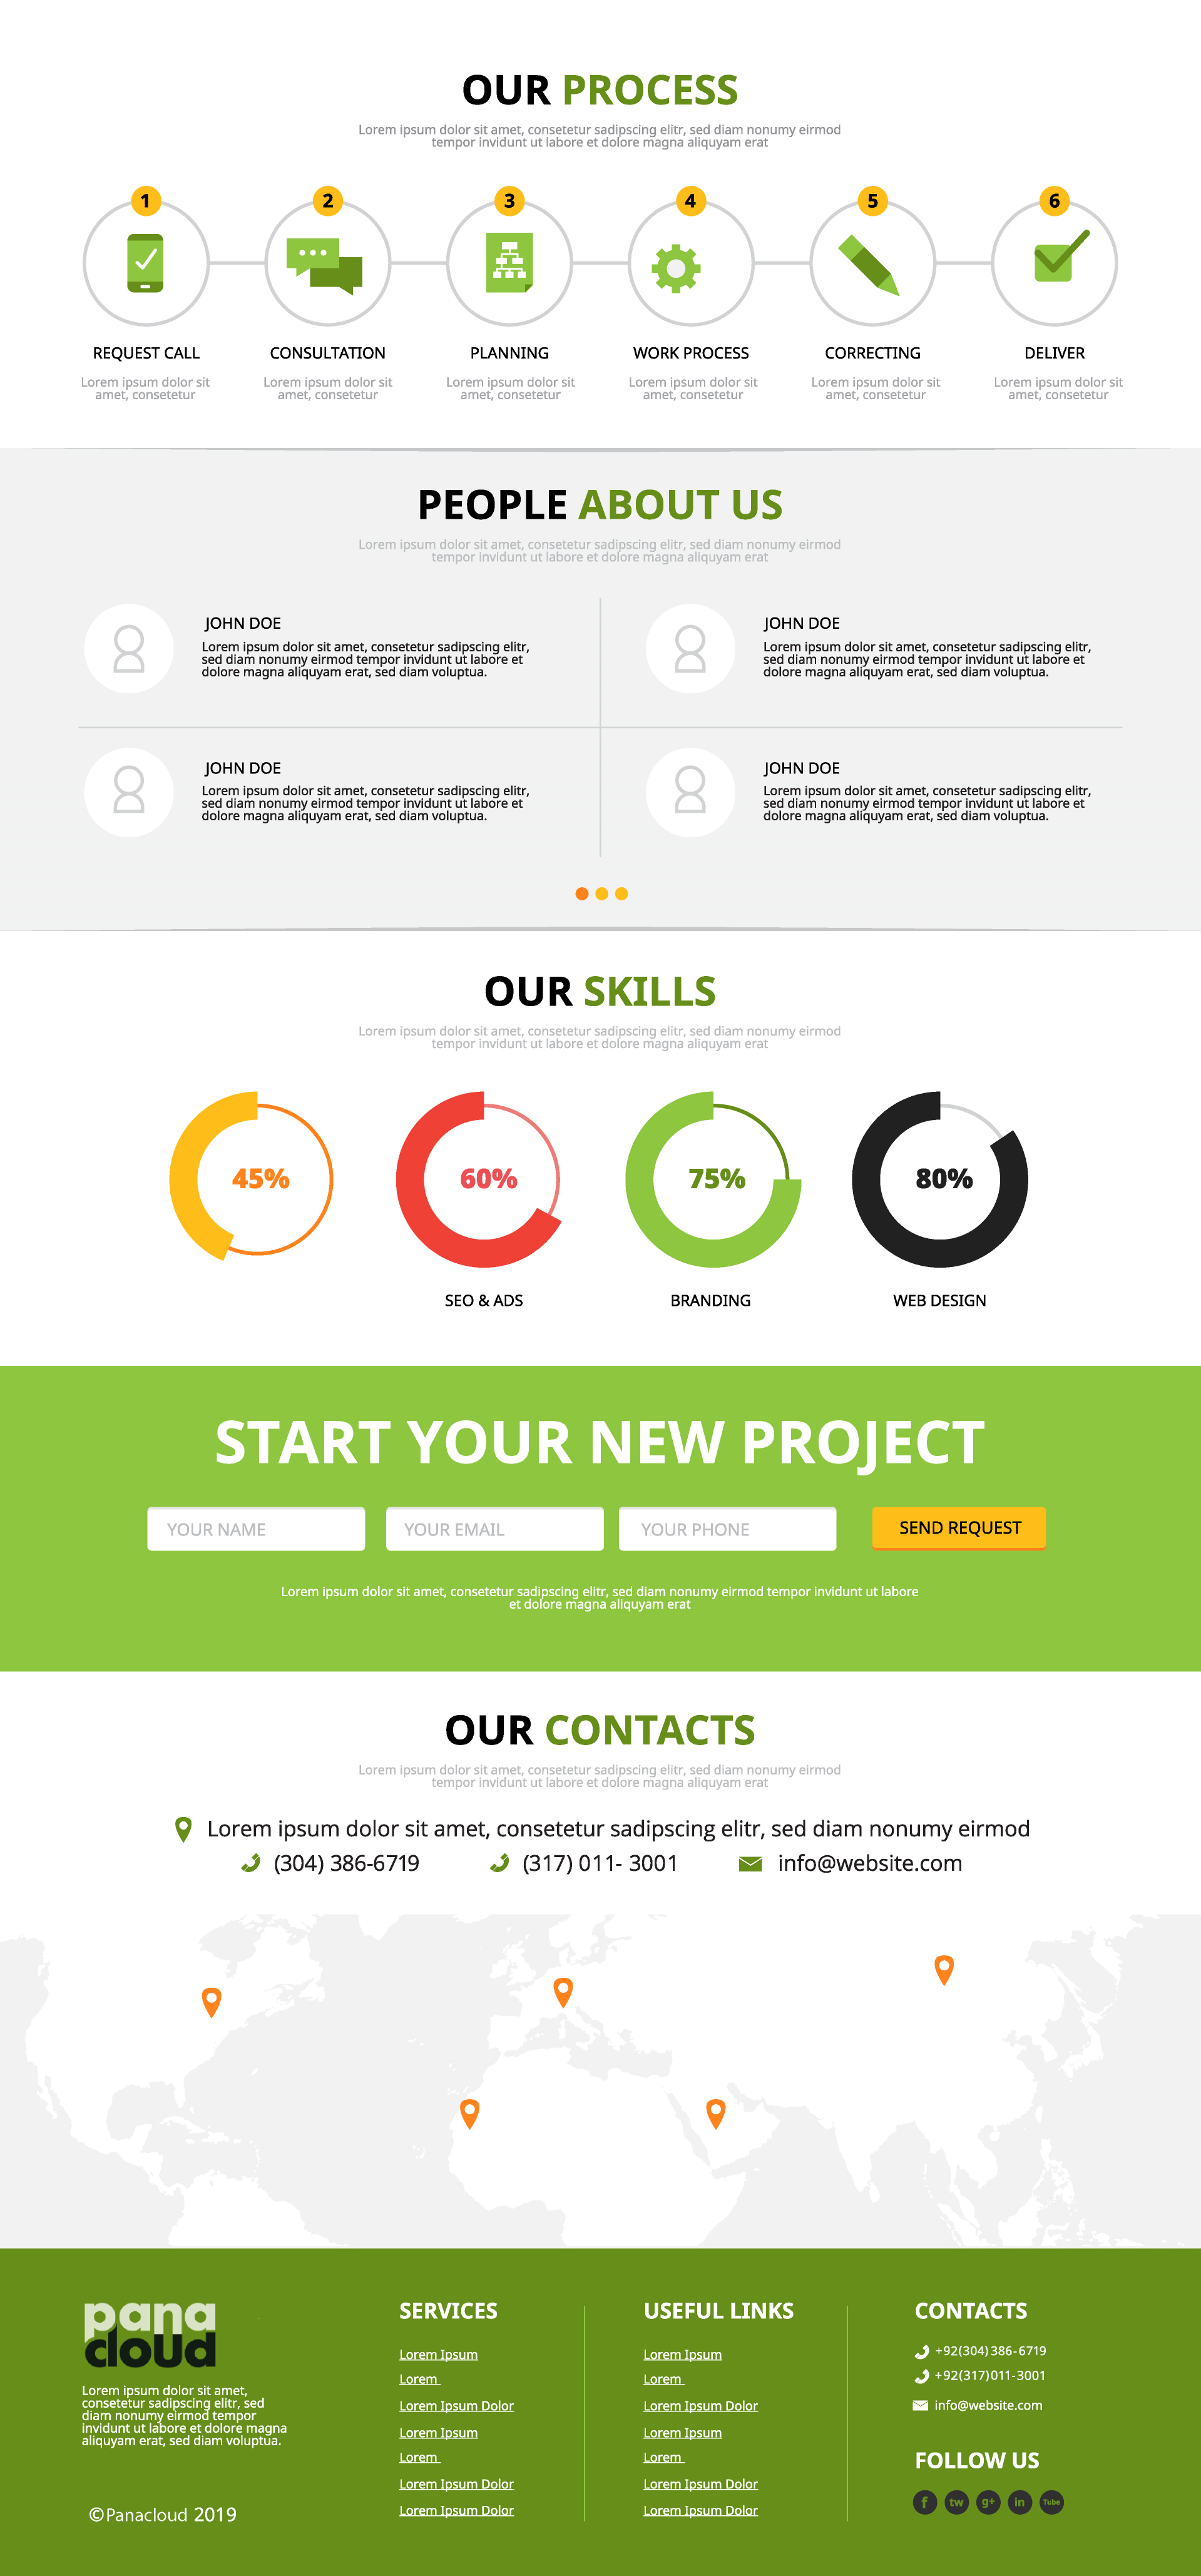 OUR PROCESS
Lorem ipsum dolor sit amet, consetetur sadipscing elitr, sed diam nonumy eirmod
tempor invidunt ut labore et dolore magna aliquyam erat
1
2
3
4
5
6
REQUEST CALL
Lorem ipsum dolor sit
amet, consetetur
CONSULTATION
Lorem ipsum dolor sit
amet, consetetur
PLANNING
Lorem ipsum dolor sit
amet, consetetur
WORK PROCESS
Lorem ipsum dolor sit
amet, consetetur
CORRECTING
Lorem ipsum dolor sit
amet, consetetur
DELIVER
Lorem ipsum dolor sit
amet, consetetur
PEOPLE ABOUT US
Lorem ipsum dolor sit amet, consetetur sadipscing elitr, sed diam nonumy eirmod
tempor invidunt ut labore et dolore magna aliquyam erat
JOHN DOE
Lorem ipsum dolor sit amet, consetetur sadipscing elitr,
sed diam nonumy eirmod tempor invidunt ut labore et
dolore magna aliquyam erat, sed diam voluptua.
JOHN DOE
Lorem ipsum dolor sit amet, consetetur sadipscing elitr,
sed diam nonumy eirmod tempor invidunt ut labore et
dolore magna aliquyam erat, sed diam voluptua.
JOHN DOE
Lorem ipsum dolor sit amet, consetetur sadipscing elitr,
sed diam nonumy eirmod tempor invidunt ut labore et
dolore magna aliquyam erat, sed diam voluptua.
JOHN DOE
Lorem ipsum dolor sit amet, consetetur sadipscing elitr,
sed diam nonumy eirmod tempor invidunt ut labore et
dolore magna aliquyam erat, sed diam voluptua.
OUR SKILLS
Lorem ipsum dolor sit amet, consetetur sadipscing elitr, sed diam nonumy eirmod
tempor invidunt ut labore et dolore magna aliquyam erat
45%
60%
75%
80%
SEO & ADS
BRANDING
WEB DESIGN
START YOUR NEW PROJECT
YOUR NAME
YOUR EMAIL
YOUR PHONE
SEND REQUEST
Lorem ipsum dolor sit amet, consetetur sadipscing elitr, sed diam nonumy eirmod tempor invidunt ut labore
et dolore magna aliquyam erat
OUR CONTACTS
Lorem ipsum dolor sit amet, consetetur sadipscing elitr, sed diam nonumy eirmod
tempor invidunt ut labore et dolore magna aliquyam erat
Lorem ipsum dolor sit amet, consetetur sadipscing elitr, sed diam nonumy eirmod
(304) 386-6719
(317) 011- 3001
info@website.com
pana
cloud
Lorem ipsum dolor sit amet,
consetetur sadipscing elitr, sed
diam nonumy eirmod tempor
invidunt ut labore et dolore magna
aliquyam erat, sed diam voluptua.
©Panacloud 2019
SERVICES
Lorem Ipsum
Lorem
Lorem Ipsum Dolor
Lorem Ipsum
Lorem
Lorem Ipsum Dolor
Lorem Ipsum Dolor
USEFUL LINKS
Lorem Ipsum
Lorem
Lorem Ipsum Dolor
Lorem Ipsum
Lorem
Lorem Ipsum Dolor
Lorem Ipsum Dolor
CONTACTS
+92(304) 386- 6719
+92(317) 011- 3001
info@website.com
FOLLOW US
f
tw
g+
in
Tube